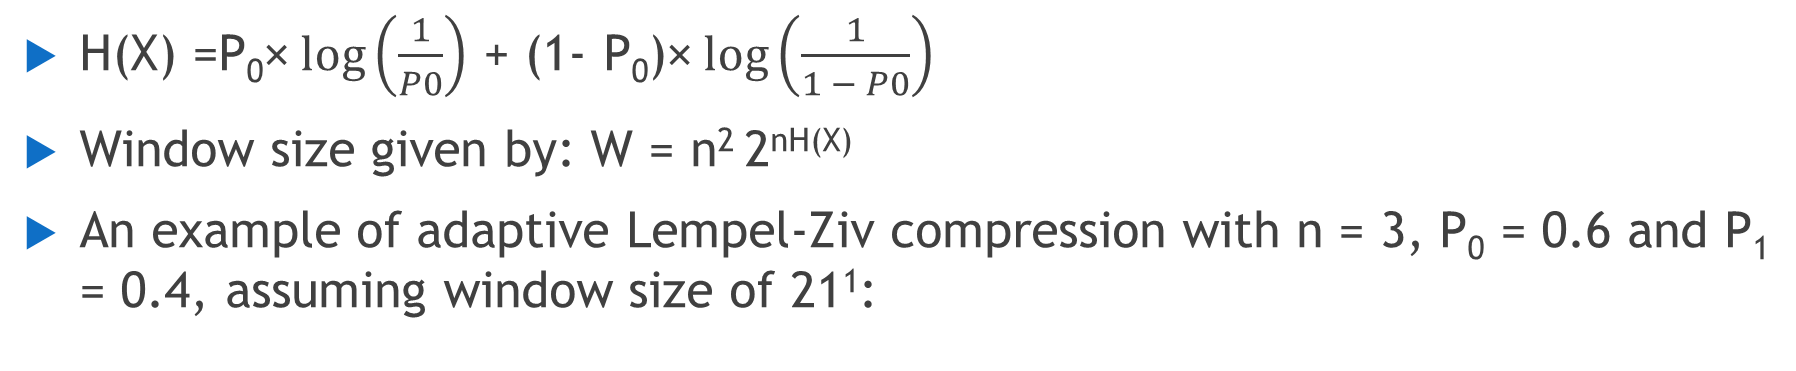 ▶ H(X) =P₀× log(1/P0) + (1- P₀)× log(1/(1 − P0))
▶ Window size given by: W = n² 2ⁿᴴ⁽ˣ⁾
▶ An example of adaptive Lempel-Ziv compression with n = 3, P₀ = 0.6 and P₁
= 0.4, assuming window size of 21¹: